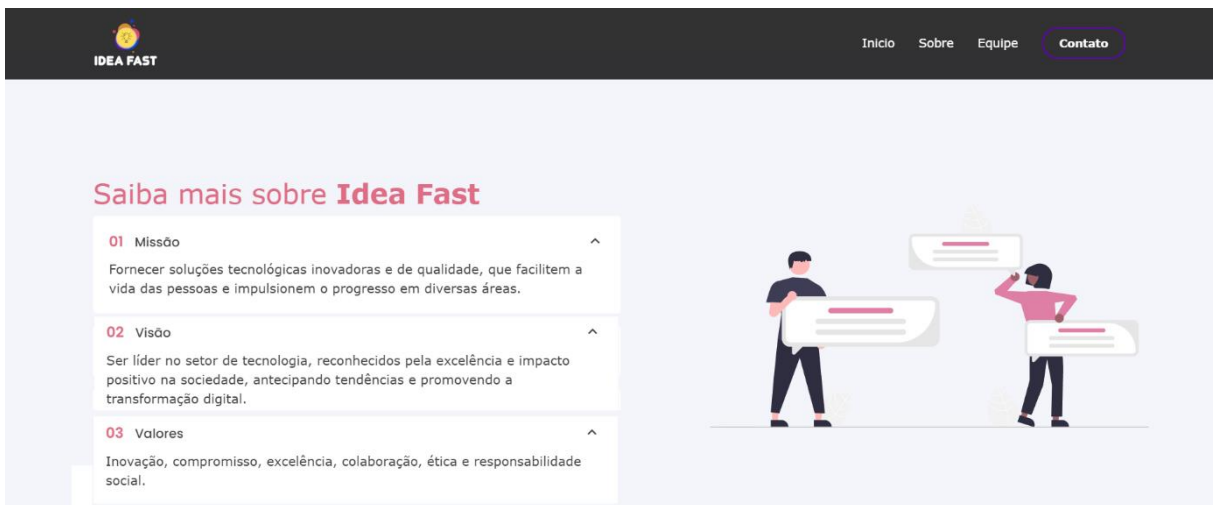 IDEA FAST
Inicio Sobre Equipe Contato
Saiba mais sobre Idea Fast
01 Missão
Fornecer soluções tecnológicas inovadoras e de qualidade, que facilitem a
vida das pessoas e impulsionem o progresso em diversas áreas.
02 Visão
Ser líder no setor de tecnologia, reconhecidos pela excelência e impacto
positivo na sociedade, antecipando tendências e promovendo a
transformação digital.
03 Valores
Inovação, compromisso, excelência, colaboração, ética e responsabilidade
social.